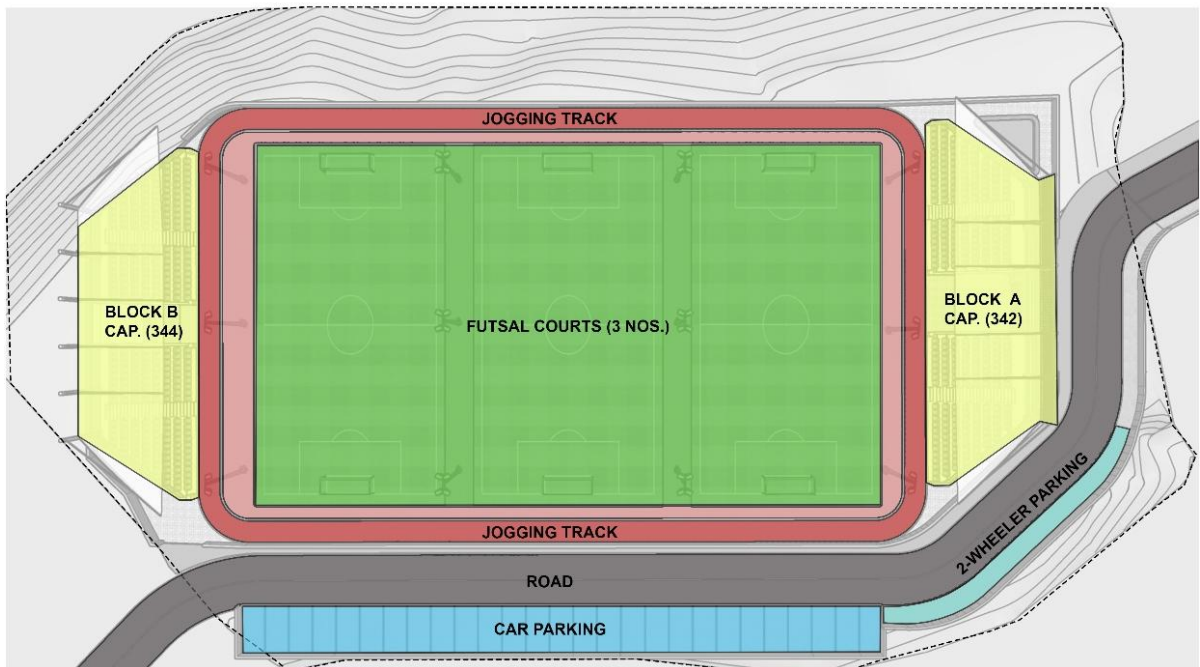 JOGGING TRACK
BLOCK B
CAP. (344)
FUTSAL COURTS (3 NOS.)
BLOCK A
CAP. (342)
JOGGING TRACK
2-WHEELER PARKING
ROAD
CAR PARKING